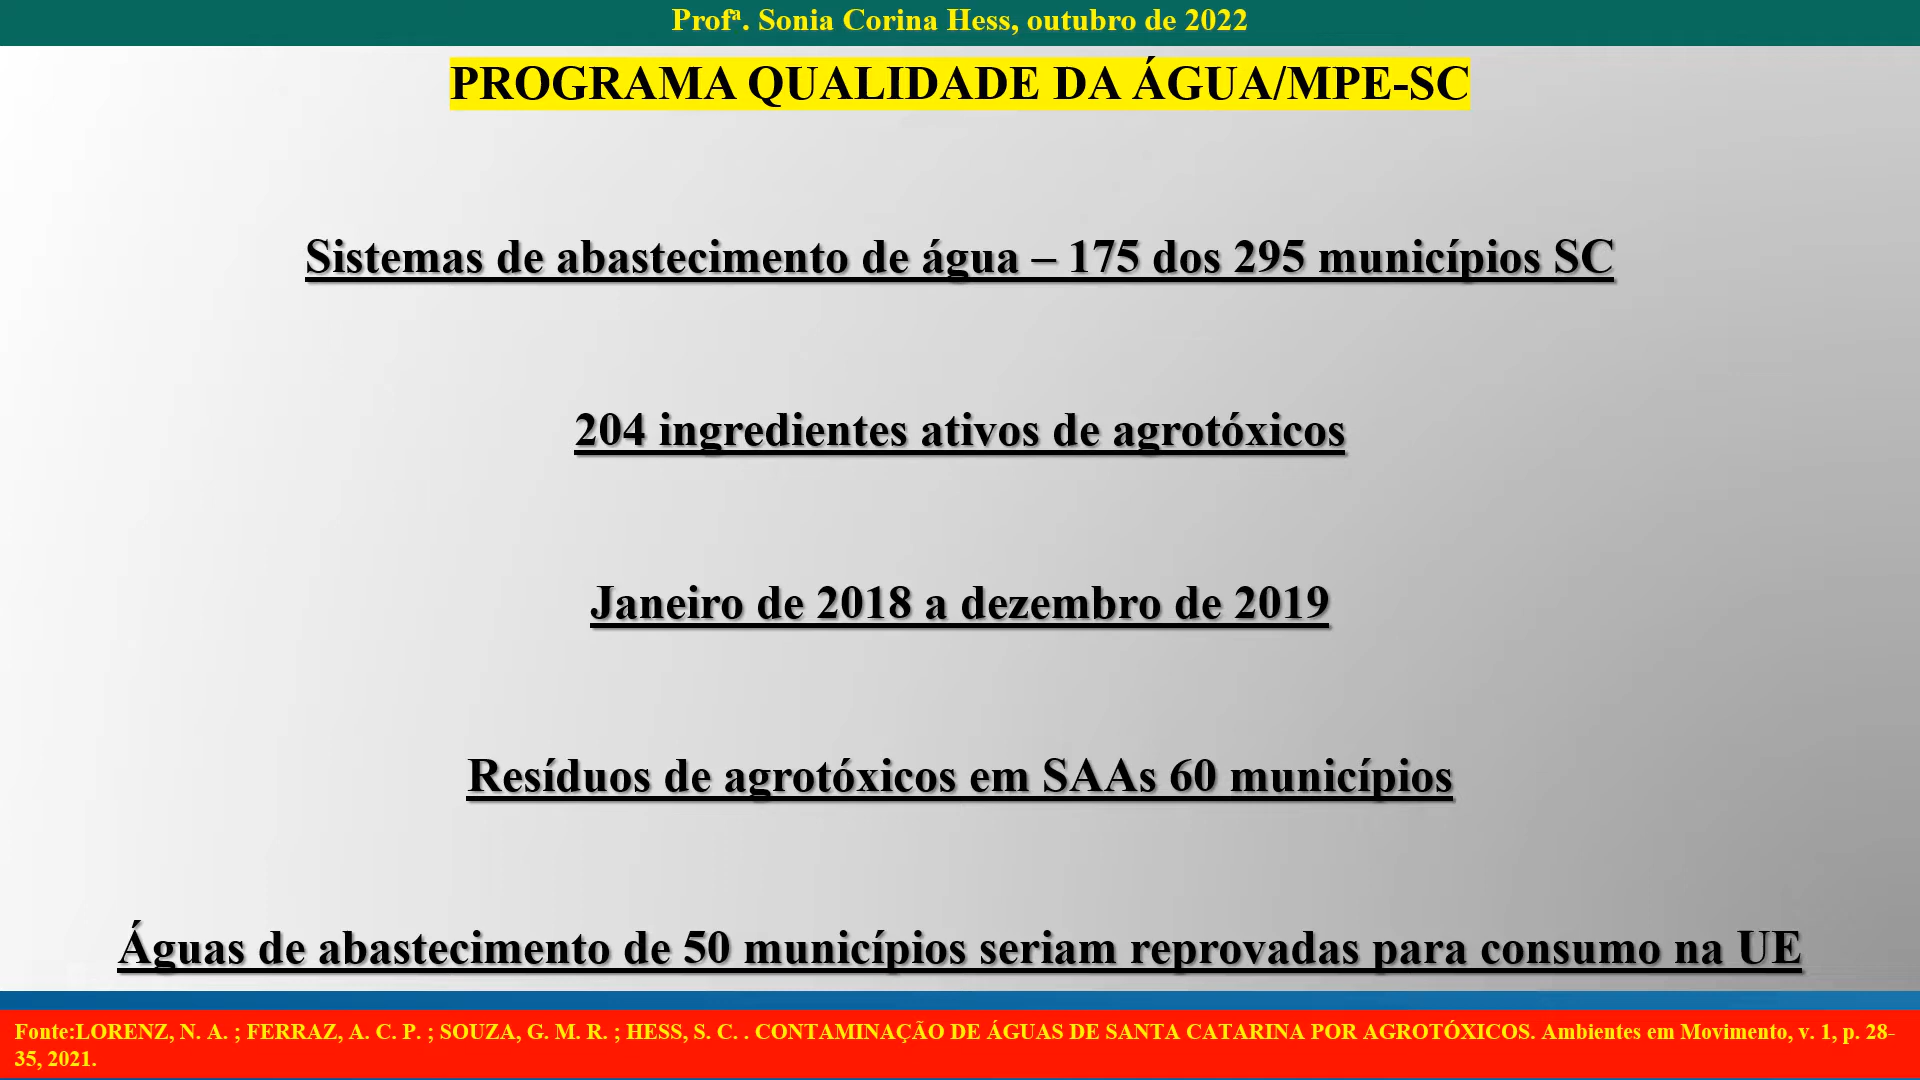 Profª. Sonia Corina Hess, outubro de 2022
PROGRAMA QUALIDADE DA ÁGUA/MPE-SC
Sistemas de abastecimento de água – 175 dos 295 municípios SC
204 ingredientes ativos de agrotóxicos
Janeiro de 2018 a dezembro de 2019
Resíduos de agrotóxicos em SAAs 60 municípios
Águas de abastecimento de 50 municípios seriam reprovadas para consumo na UE
Fonte:LORENZ, N. A. ; FERRAZ, A. C. P. ; SOUZA, G. M. R. ; HESS, S. C. . CONTAMINAÇÃO DE ÁGUAS DE SANTA CATARINA POR AGROTÓXICOS. Ambientes em Movimento, v. 1, p. 28-
35, 2021.